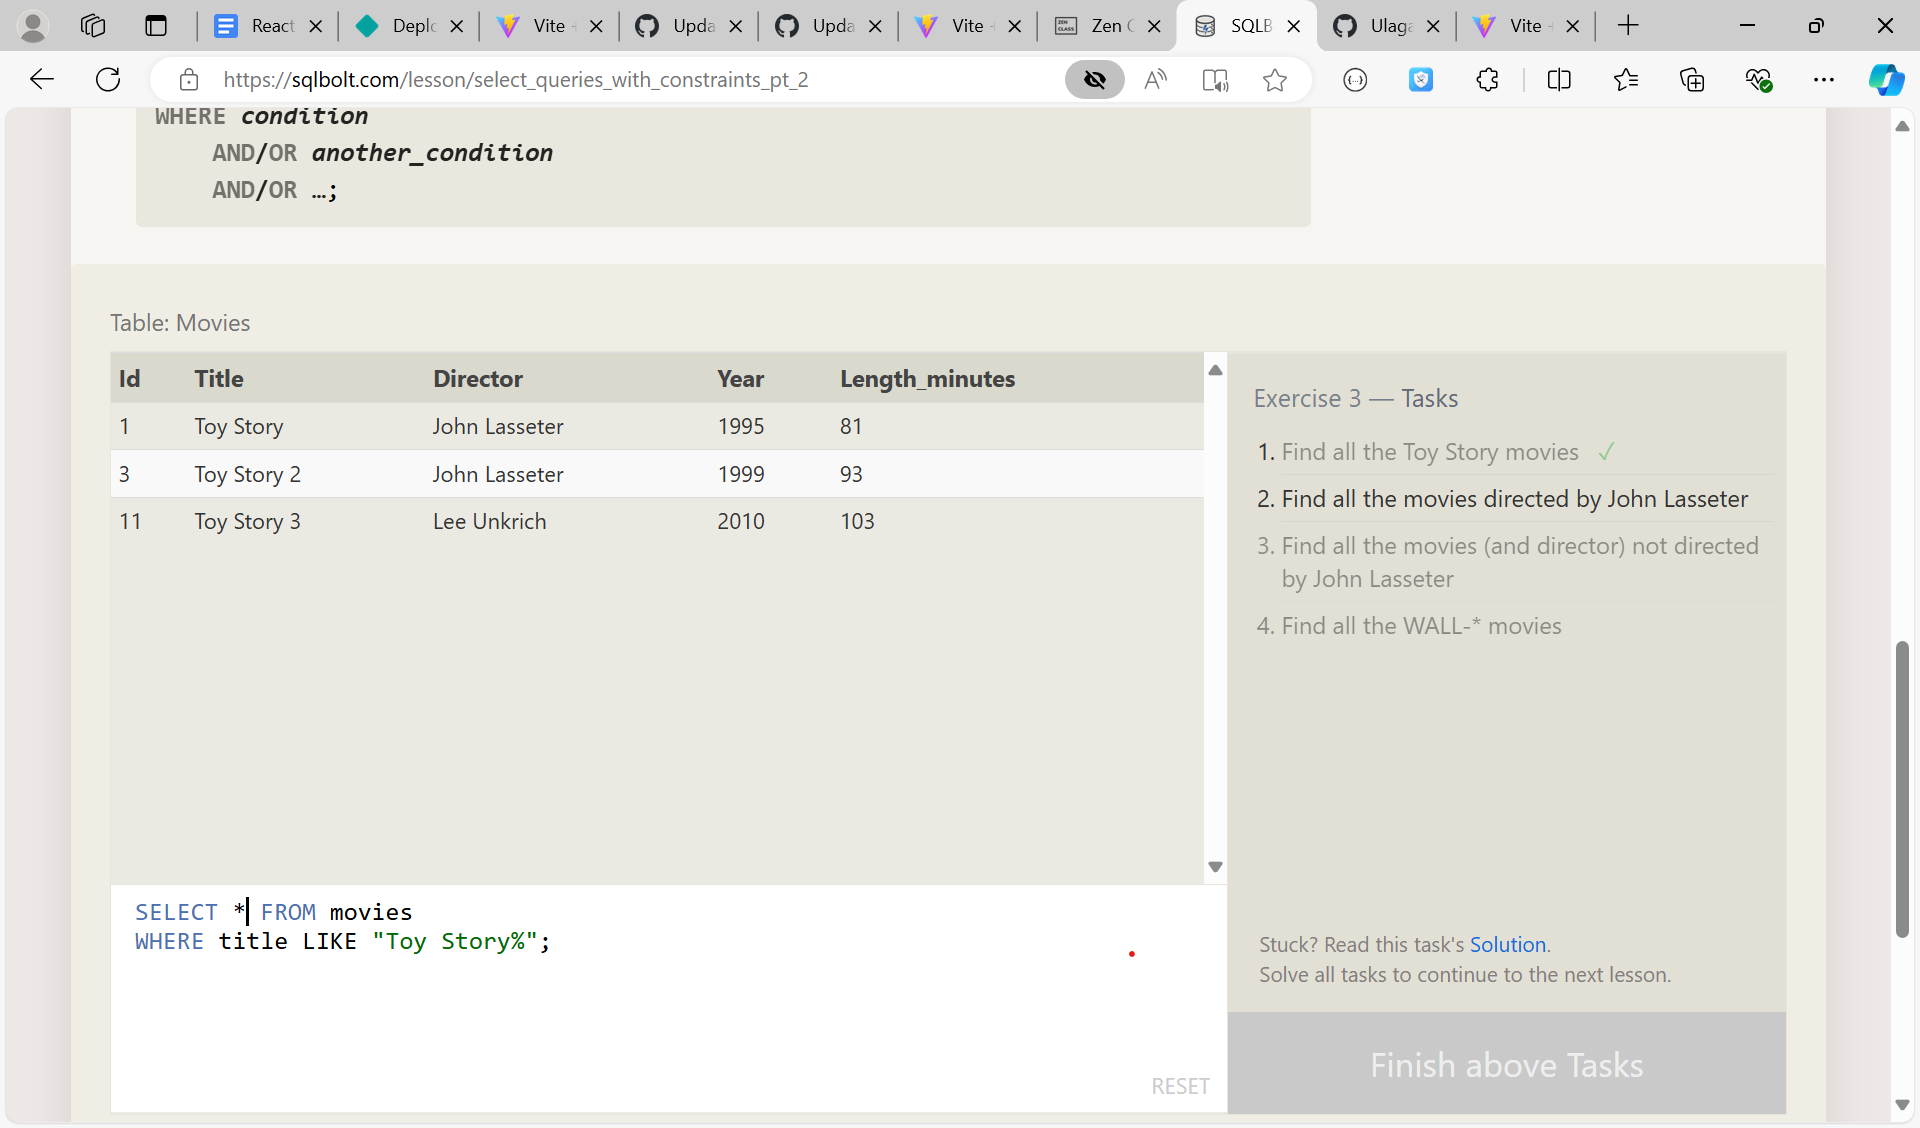 React
Deplo
Vite
Upda
Upda
Vite
Zen C
SQLB
Ulaga
Vite
https://sqlbolt.com/lesson/select_queries_with_constraints_pt_2
WHERE condition
AND/OR another_condition
AND/OR …;
Table: Movies
Id Title Director Year Length_minutes
1 Toy Story John Lasseter 1995 81
3 Toy Story 2 John Lasseter 1999 93
11 Toy Story 3 Lee Unkrich 2010 103
Exercise 3 — Tasks
1. Find all the Toy Story movies ✓
2. Find all the movies directed by John Lasseter
3. Find all the movies (and director) not directed
by John Lasseter
4. Find all the WALL-* movies
SELECT * FROM movies
WHERE title LIKE "Toy Story%";
RESET
Stuck? Read this task's Solution.
Solve all tasks to continue to the next lesson.
Finish above Tasks